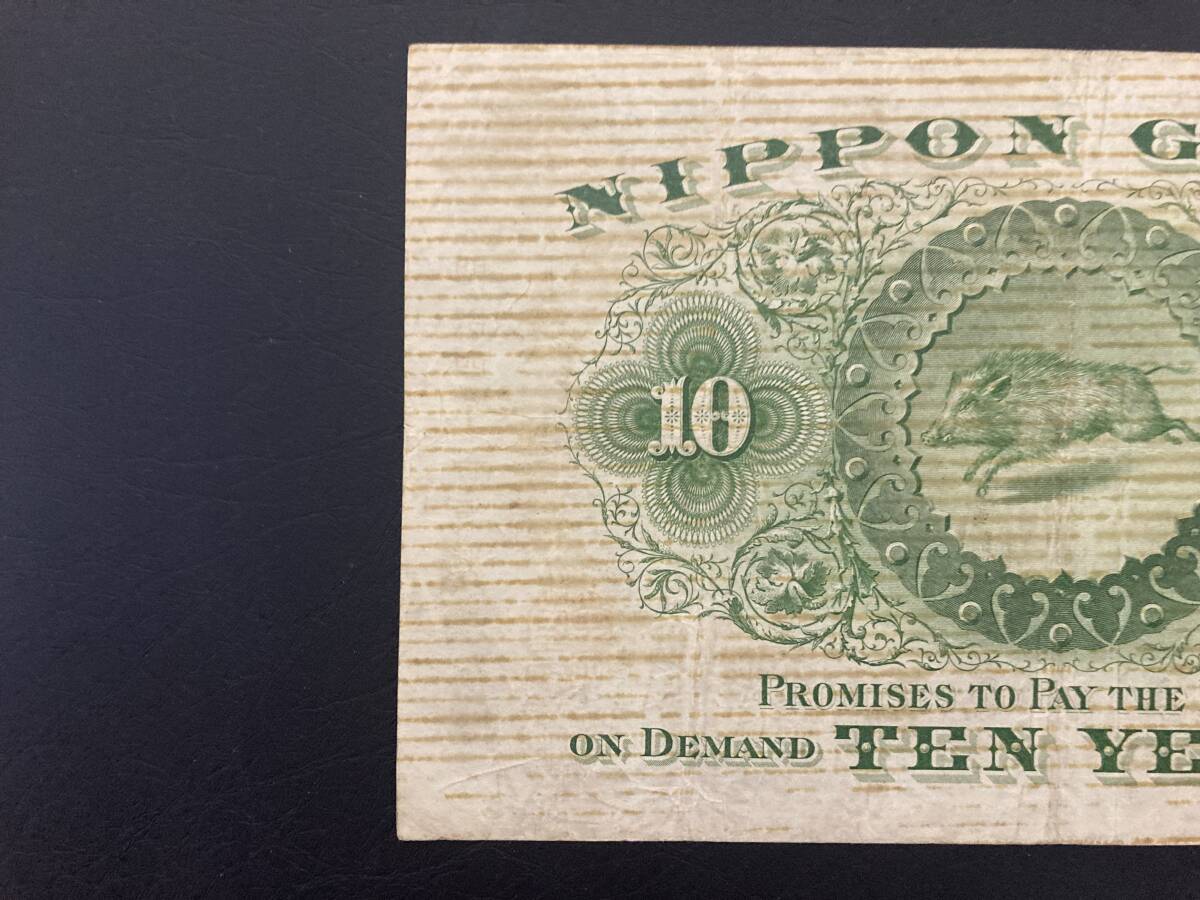 NIPPON G
10
PROMISES TO PAY THE
ON DEMAND TEN YE